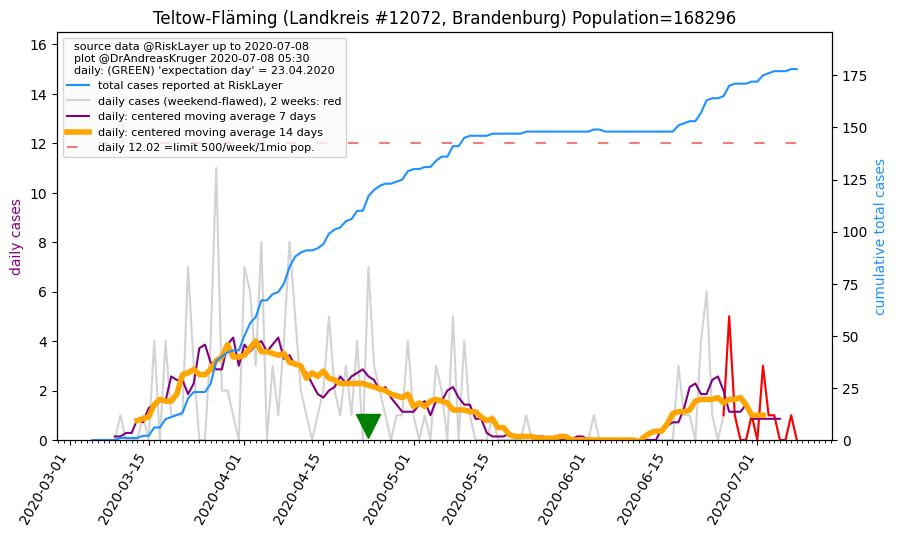 Teltow-Fläming (Landkreis #12072, Brandenburg) Population=168296
source data @RiskLayer up to 2020-07-08
plot @DrAndreasKruger 2020-07-08 05:30
daily: (GREEN) 'expectation day' = 23.04.2020
total cases reported at RiskLayer
daily cases (weekend-flawed), 2 weeks: red
daily: centered moving average 7 days
daily: centered moving average 14 days
daily 12.02 =limit 500/week/1mio pop.
daily cases
16
14
12
10
8
6
4
2
0
cumulative total cases
175
150
125
100
75
50
25
0
2020-03-01
2020-03-15
2020-04-01
2020-04-15
2020-05-01
2020-05-15
2020-06-01
2020-06-15
2020-07-01